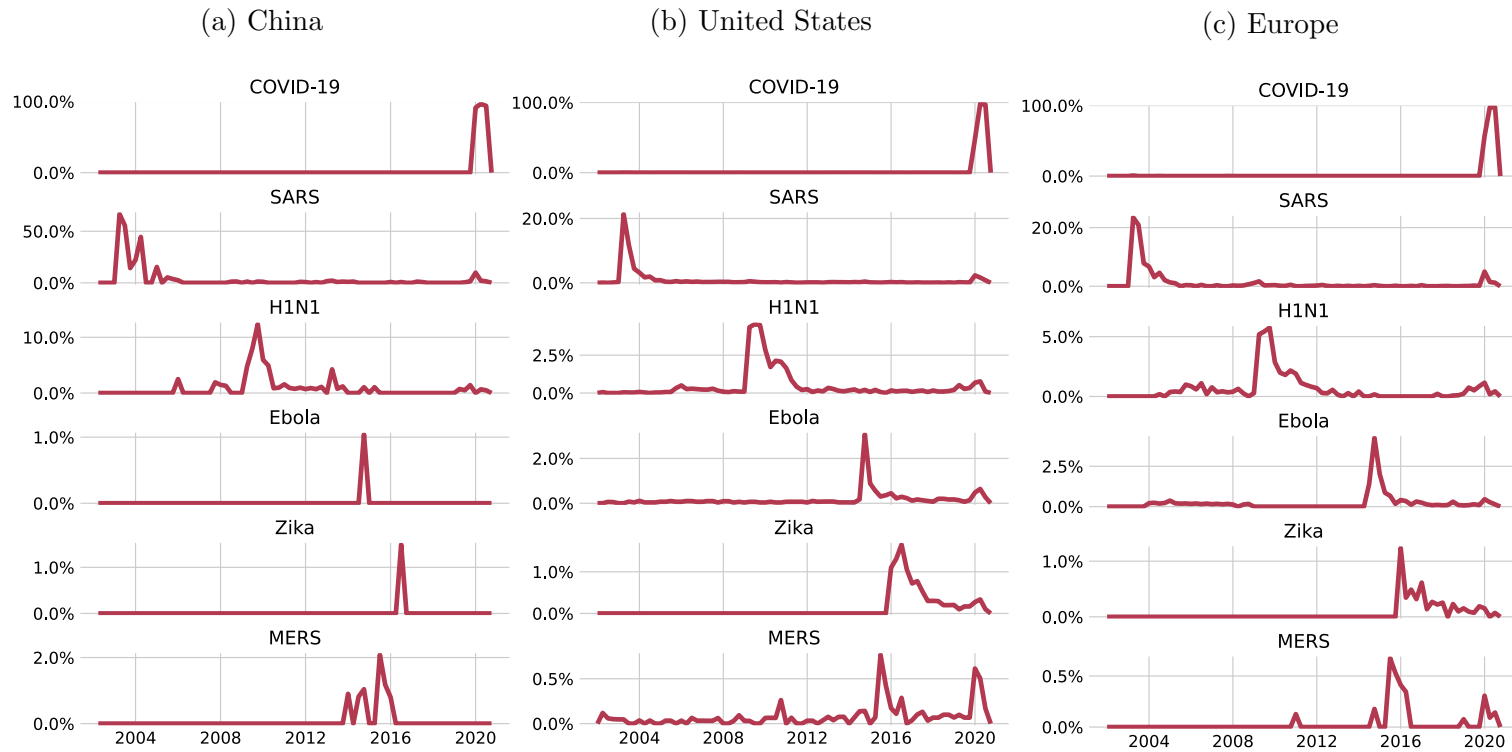 (a) China
COVID-19
100.0%
0.0%
SARS
50.0%
0.0%
H1N1
10.0%
0.0%
Ebola
1.0%
0.0%
Zika
1.0%
0.0%
MERS
2.0%
0.0%
2004 2008 2012 2016 2020
(b) United States
COVID-19
100.0%
0.0%
SARS
20.0%
0.0%
H1N1
2.5%
0.0%
Ebola
2.0%
0.0%
Zika
1.0%
0.0%
MERS
0.5%
0.0%
2004 2008 2012 2016 2020
(c) Europe
COVID-19
100.0%
0.0%
SARS
20.0%
0.0%
H1N1
5.0%
0.0%
Ebola
2.5%
0.0%
Zika
1.0%
0.0%
MERS
0.5%
0.0%
2004 2008 2012 2016 2020